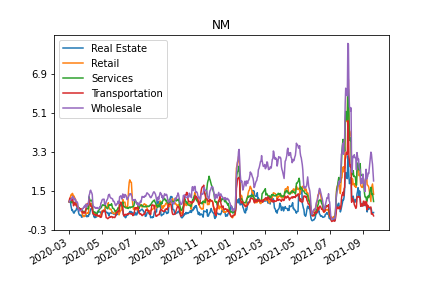 NM
Real Estate
Retail
Services
Transportation
Wholesale
6.9
5.1
3.3
1.5
-0.3
2020-03
2020-05
2020-07
2020-09
2020-11
2021-01
2021-03
2021-05
2021-07
2021-09